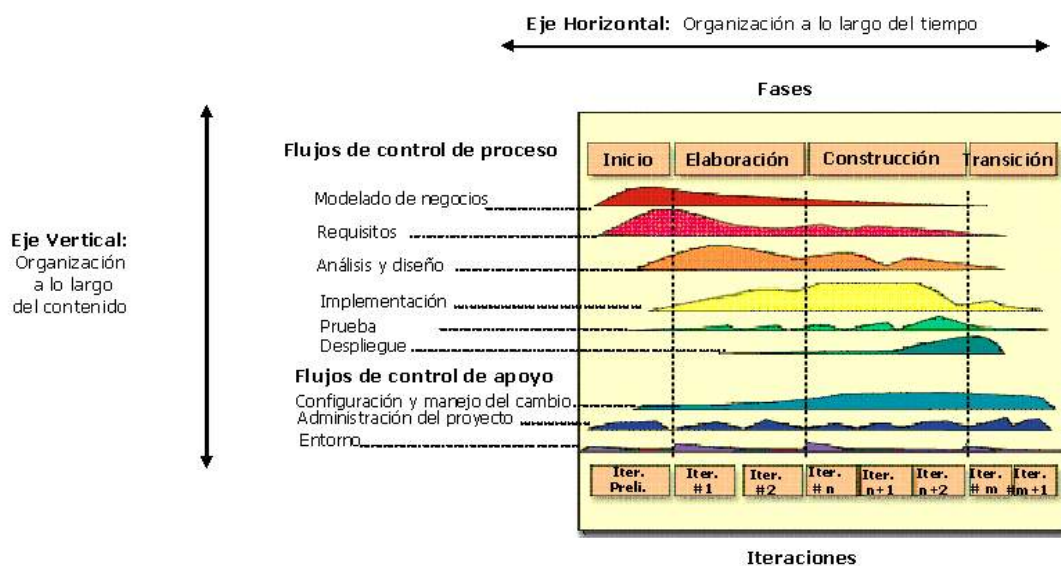 Eje Horizontal: Organización a lo largo del tiempo
Fases
Flujos de control de proceso
Inicio
Elaboración
Construcción
Transición
Modelado de negocios
Requisitos
Análisis y diseño
Implementación
Prueba
Despliegue
Eje Vertical:
Organización
a lo largo
del contenido
Flujos de control de apoyo
Configuración y manejo del cambio
Administración del proyecto
Entorno
Iter.
Preli.
Iter.
#1
Iter.
#2
Iter.
# n
Iter.
n+1
Iter.
n+2
Iter.
# m
Iter.
#m+1
Iteraciones